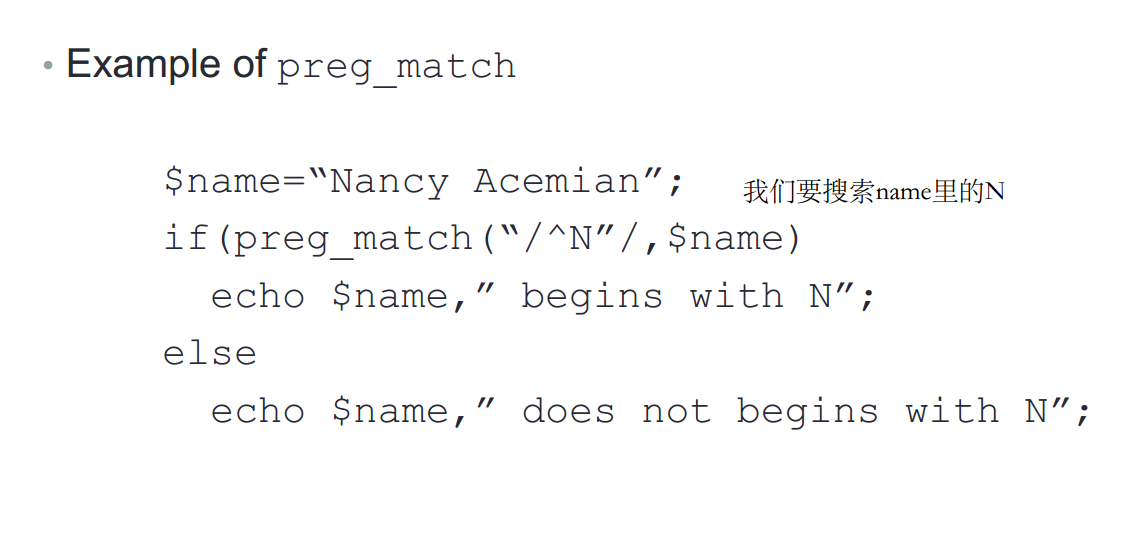 • Example of preg_match
$name=“Nancy Acemian”;
我们要搜索name里的N
if(preg_match(“/^N”/,$name)
echo $name,” begins with N”;
else
echo $name,” does not begins with N”;